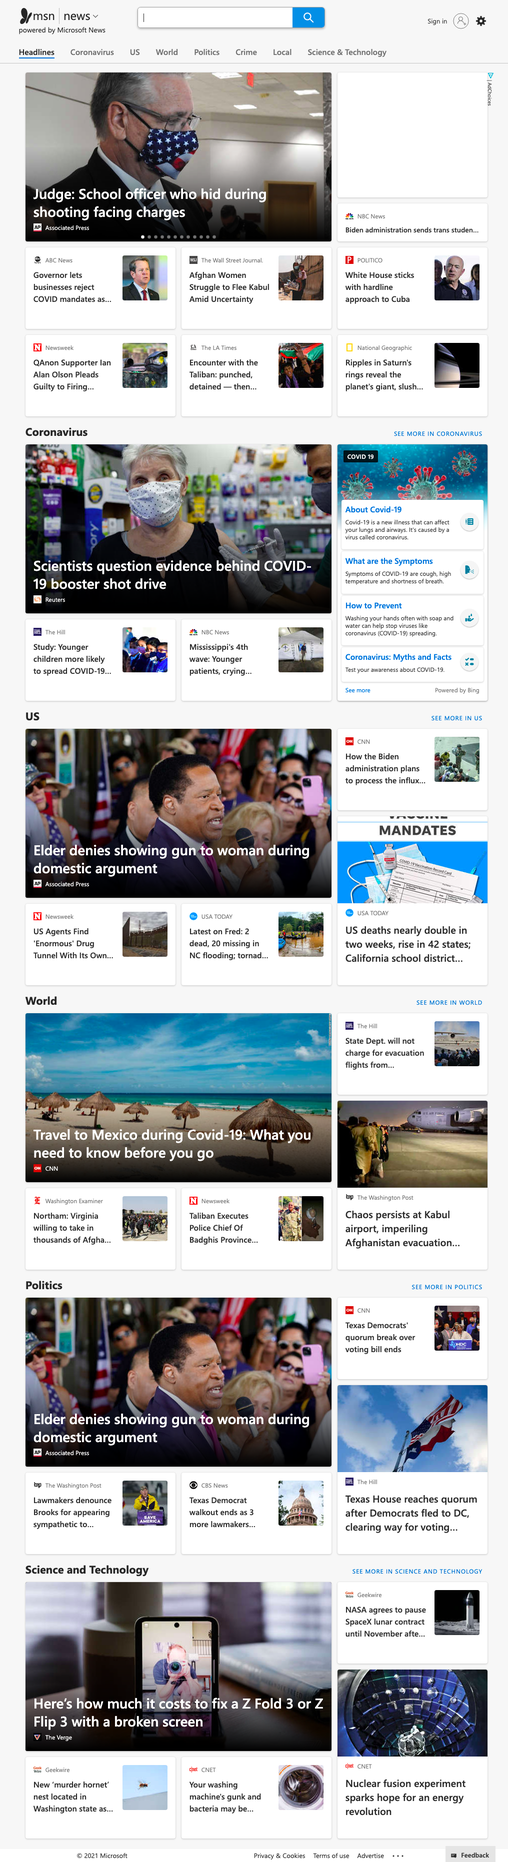 msn | news
powered by Microsoft News
Sign in
Headlines
Coronavirus
US
World
Politics
Crime
Local
Science & Technology
Judge: School officer who hid during
shooting facing charges
AP Associated Press
AdChoices
NBC News
Biden administration sends trans studen...
ABC News
Governor lets
businesses reject
COVID mandates as...
The Wall Street Journal.
Afghan Women
Struggle to Flee Kabul
Amid Uncertainty
POLITICO
White House sticks
with hardline
approach to Cuba
Newsweek
QAnon Supporter Ian
Alan Olson Pleads
Guilty to Firing...
The LA Times
Encounter with the
Taliban: punched,
detained — then...
National Geographic
Ripples in Saturn's
rings reveal the
planet's giant, slush...
Coronavirus
SEE MORE IN CORONAVIRUS
Scientists question evidence behind COVID-
19 booster shot drive
Reuters
COVID 19
About Covid-19
Covid-19 is a new illness that can affect
your lungs and airways. It's caused by a
virus called coronavirus.
What are the Symptoms
Symptoms of COVID-19 are cough, high
temperature and shortness of breath.
How to Prevent
Washing your hands often with soap and
water can help stop viruses like
coronavirus (COVID-19) spreading.
Coronavirus: Myths and Facts
Test your awareness about COVID-19.
See more
Powered by Bing
The Hill
Study: Younger
children more likely
to spread COVID-19...
NBC News
Mississippi's 4th
wave: Younger
patients, crying...
US
SEE MORE IN US
Elder denies showing gun to woman during
domestic argument
AP Associated Press
CNN
How the Biden
administration plans
to process the influx...
VACCINE
MANDATES
USA TODAY
US deaths nearly double in
two weeks, rise in 42 states;
California school district...
Newsweek
US Agents Find
'Enormous' Drug
Tunnel With Its Own...
USA TODAY
Latest on Fred: 2
dead, 20 missing in
NC flooding; tornad...
World
SEE MORE IN WORLD
Travel to Mexico during Covid-19: What you
need to know before you go
CNN
The Hill
State Dept. will not
charge for evacuation
flights from...
The Washington Post
Chaos persists at Kabul
airport, imperiling
Afghanistan evacuation...
Washington Examiner
Northam: Virginia
willing to take in
thousands of Afgha...
Newsweek
Taliban Executes
Police Chief Of
Badghis Province...
Politics
SEE MORE IN POLITICS
Elder denies showing gun to woman during
domestic argument
AP Associated Press
CNN
Texas Democrats'
quorum break over
voting bill ends
The Hill
Texas House reaches quorum
after Democrats fled to DC,
clearing way for voting...
The Washington Post
Lawmakers denounce
Brooks for appearing
sympathetic to...
SAVE
AMERICA
CBS News
Texas Democrat
walkout ends as 3
more lawmakers...
Science and Technology
SEE MORE IN SCIENCE AND TECHNOLOGY
Here's how much it costs to fix a Z Fold 3 or Z
Flip 3 with a broken screen
The Verge
Geekwire
NASA agrees to pause
SpaceX lunar contract
until November afte...
CNET
Nuclear fusion experiment
sparks hope for an energy
revolution
Geekwire
New 'murder hornet'
nest located in
Washington state as...
CNET
Your washing
machine's gunk and
bacteria may be...
© 2021 Microsoft
Privacy & Cookies
Terms of use
Advertise
Feedback